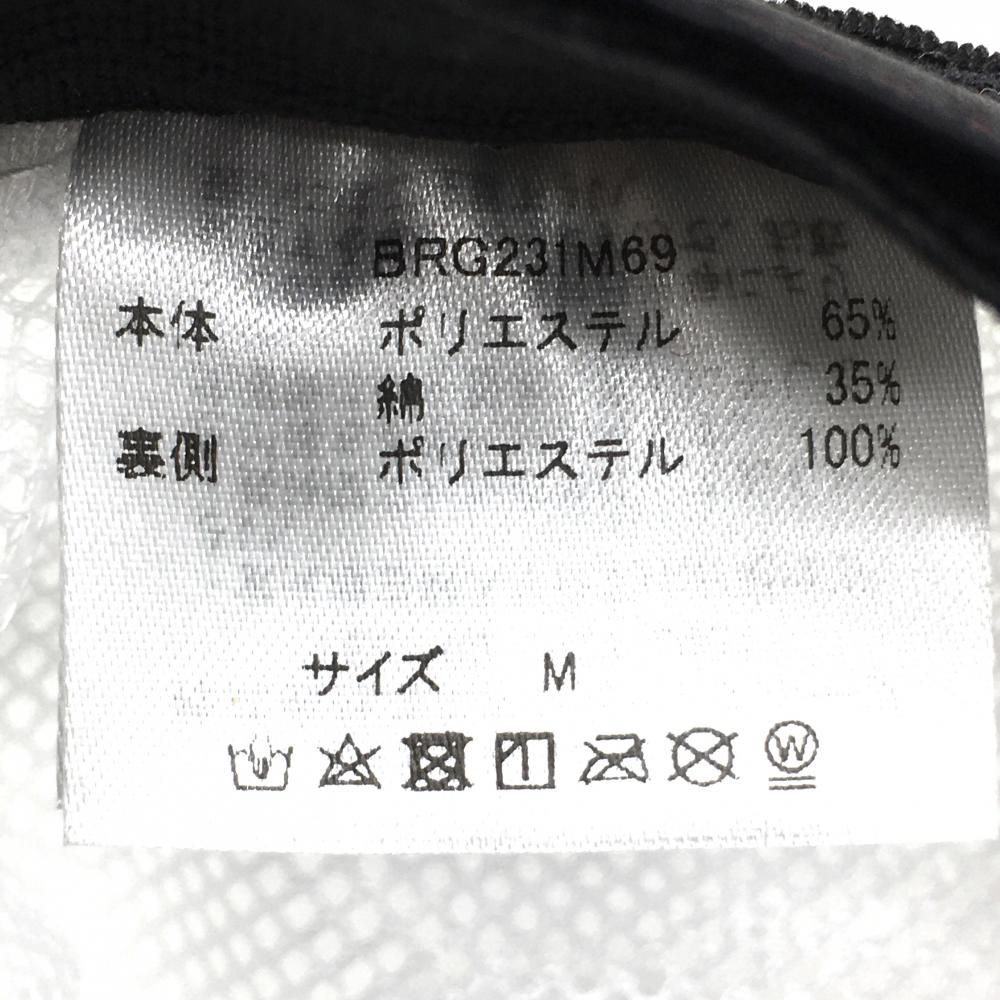 BRG231M69
本体 ポリエステル 65%
綿 35%
裏側 ポリエステル 100%
サイズ M
W